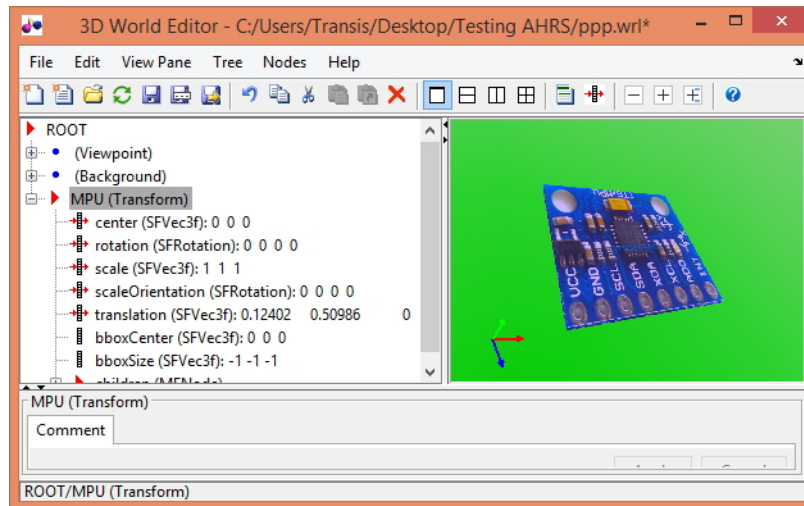 3D World Editor - C:/Users/Transis/Desktop/Testing AHRS/ppp.wrl*
File Edit View Pane Tree Nodes Help
ROOT
(Viewpoint)
(Background)
MPU (Transform)
center (SFVec3f): 0 0 0
rotation (SFRotation): 0 0 0 0
scale (SFVec3f): 1 1 1
scaleOrientation (SFRotation): 0 0 0 0
translation (SFVec3f): 0.12402 0.50986 0
bboxCenter (SFVec3f): 0 0 0
bboxSize (SFVec3f): -1 -1 -1
children (MFNode)
VCC GND SCL SDA XDA XCL ADO INT
MPU (Transform)
Comment
ROOT/MPU (Transform)